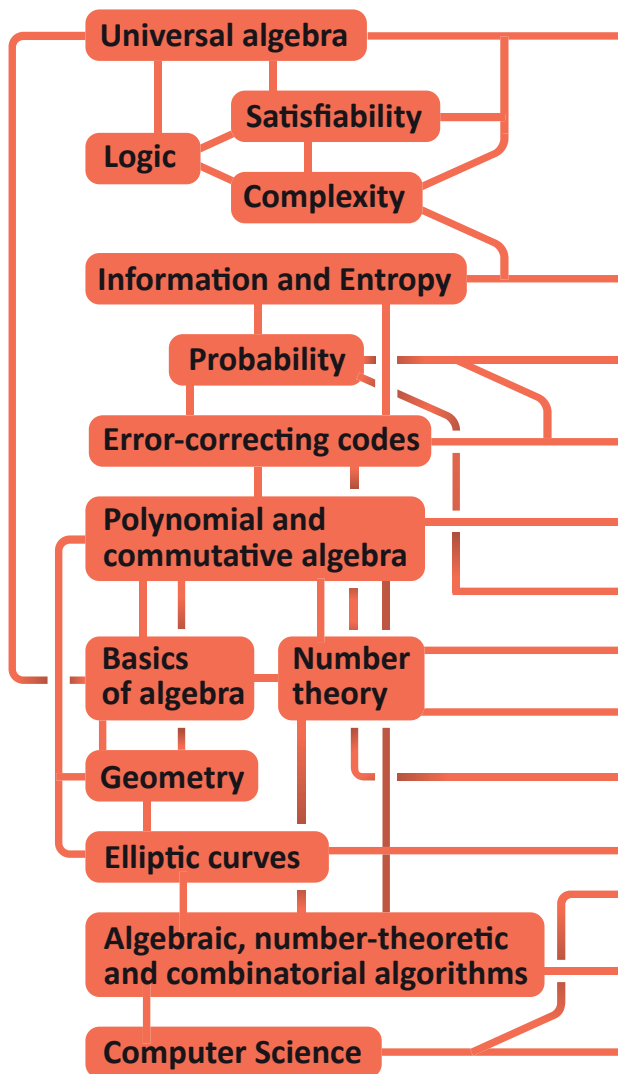 Universal algebra
Satisfiability
Logic
Complexity
Information and Entropy
Probability
Error-correcting codes
Polynomial and
commutative algebra
Basics
of algebra
Number
theory
Geometry
Elliptic curves
Algebraic, number-theoretic
and combinatorial algorithms
Computer Science